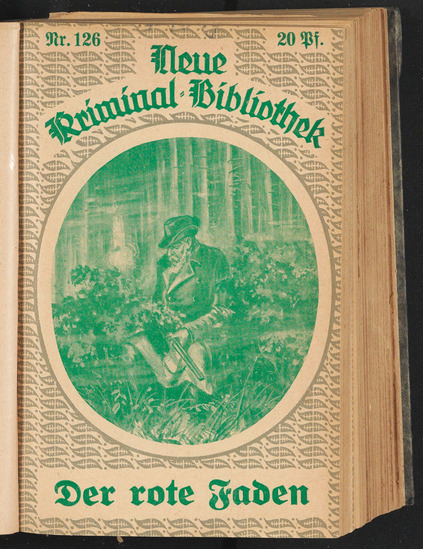 Nr. 126 20 Pf.
Neue
Kriminal-Bibliothek
Der rote Faden